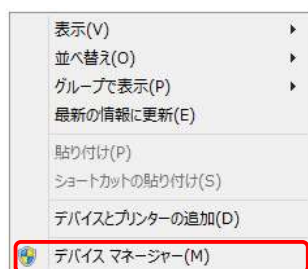 表示(V)
並べ替え(O)
グループで表示(P)
最新の情報に更新(E)
貼り付け(P)
ショートカットの貼り付け(S)
デバイスとプリンターの追加(D)
デバイス マネージャー(M)